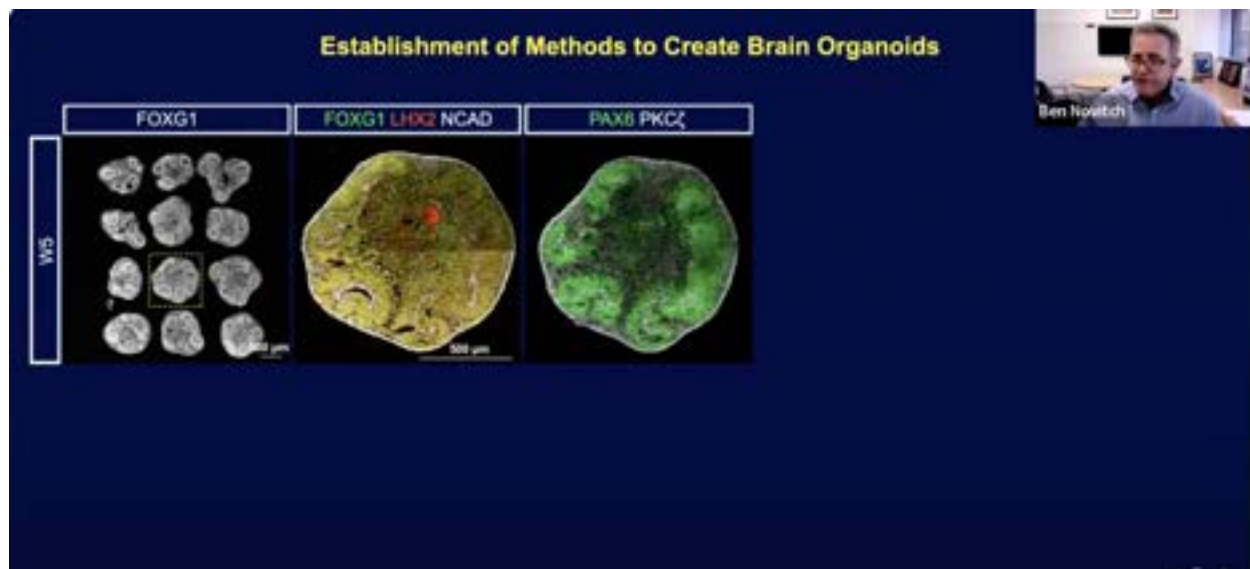 Establishment of Methods to Create Brain Organoids
Ben Novitch
FOXG1
FOXG1 LHX2 NCAD
PAX6 PKCζ
W5
µm
500 µm